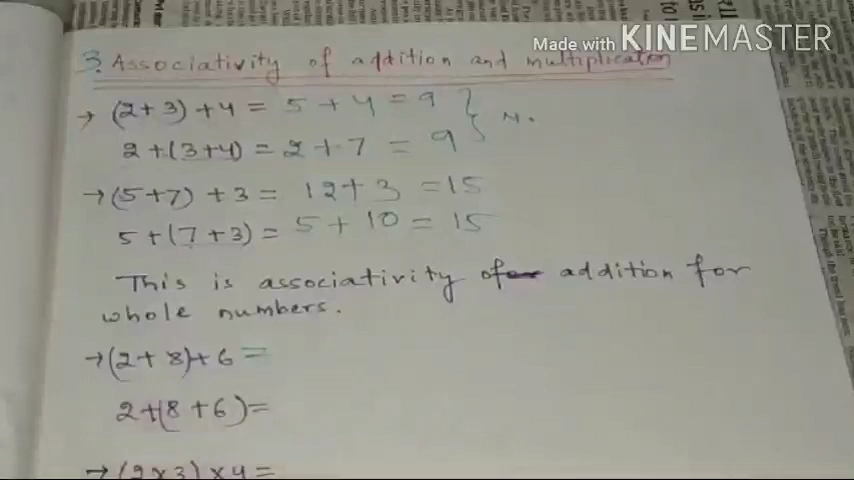 Made with KINEMASTER
3. Associativity of addition and multiplication
→ (2+3)+4 = 5+4 = 9
2+(3+4) = 2+7 = 9
→ (5+7)+3 = 12+3 = 15
5+(7+3) = 5+10 = 15
This is associativity of addition for
whole numbers.
→ (2+8)+6 =
2+(8+6) =
→ (2×3)×4 =